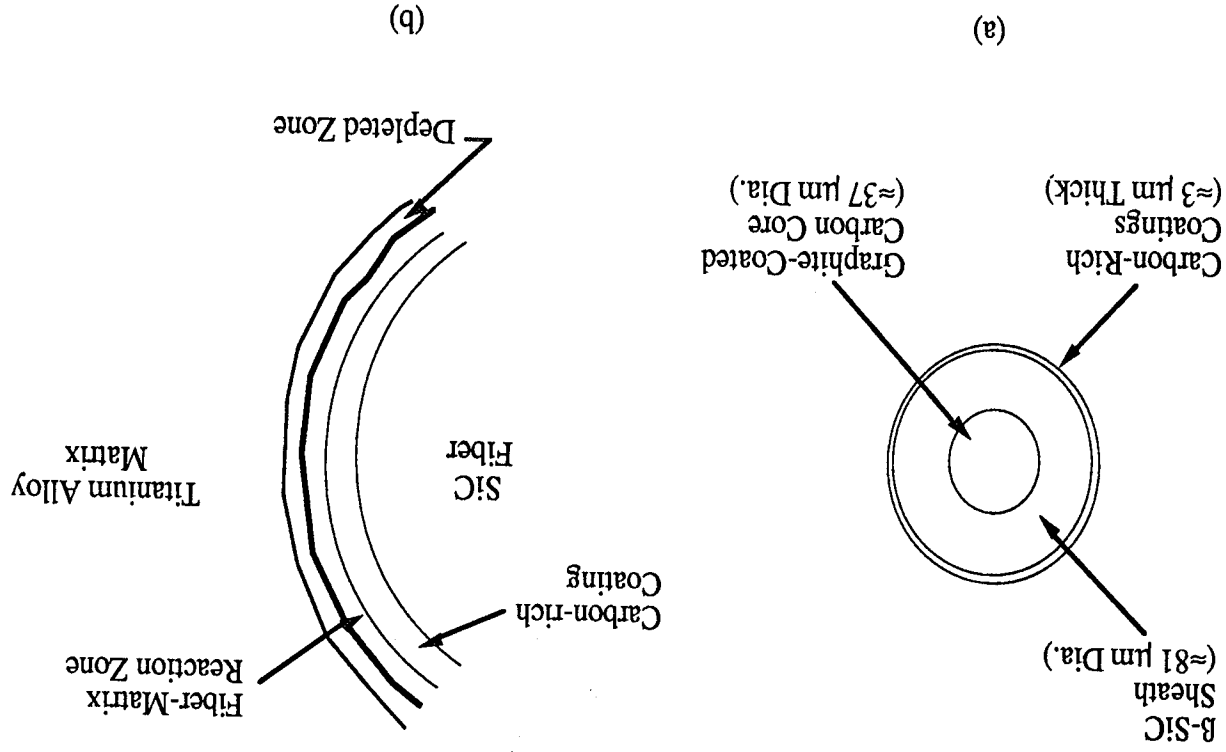 β-SiC
Sheath
(≈81 μm Dia.)
Carbon-Rich
Coatings
(≈3 μm Thick)
Graphite-Coated
Carbon Core
(≈37 μm Dia.)
(a)
Fiber-Matrix
Reaction Zone
Carbon-rich
Coating
SiC
Fiber
Titanium Alloy
Matrix
Depleted Zone
(b)